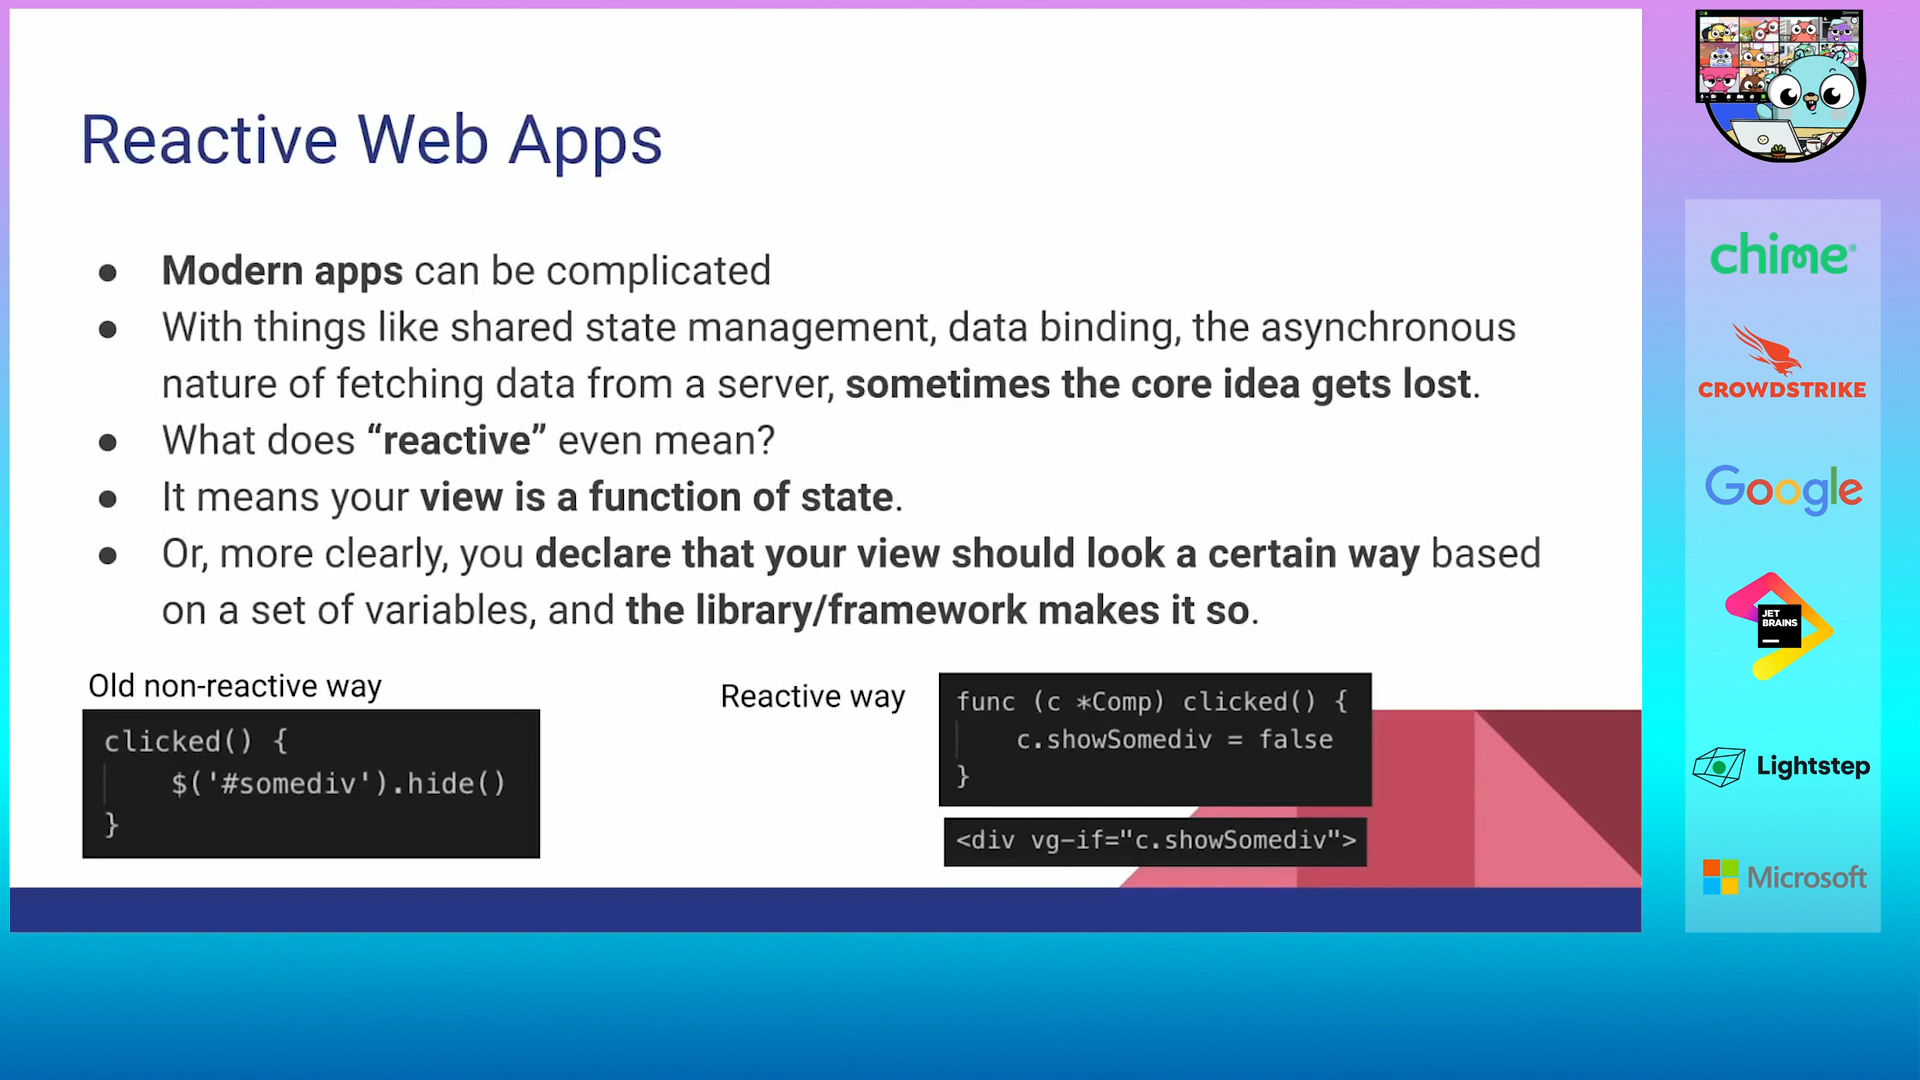 Reactive Web Apps
● Modern apps can be complicated
● With things like shared state management, data binding, the asynchronous
nature of fetching data from a server, sometimes the core idea gets lost.
● What does “reactive” even mean?
● It means your view is a function of state.
● Or, more clearly, you declare that your view should look a certain way based
on a set of variables, and the library/framework makes it so.
Old non-reactive way
clicked() {
    $('#somediv').hide()
}
Reactive way
func (c *Comp) clicked() {
    c.showSomediv = false
}
<div vg-if="c.showSomediv">
chime®
CROWDSTRIKE
Google
JET
BRAINS
Lightstep
Microsoft